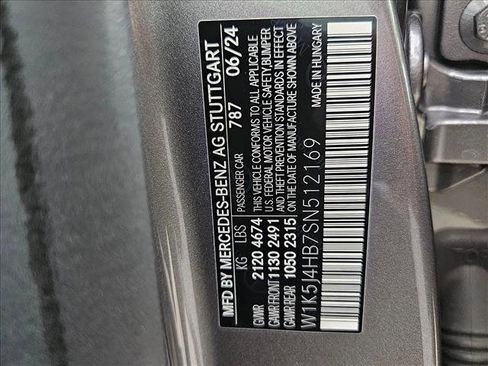 MFD BY MERCEDES-BENZ AG STUTTGART
787 06/24
KG LBS PASSENGER CAR
GVWR 2120 4674 THIS VEHICLE CONFORMS TO ALL APPLICABLE
GAWR FRONT 1130 2491 U.S. FEDERAL MOTOR VEHICLE SAFETY, BUMPER
GAWR REAR 1050 2315 AND THEFT PREVENTION STANDARDS IN EFFECT
ON THE DATE OF MANUFACTURE SHOWN ABOVE
W1K5J4HB7SN512169 MADE IN HUNGARY